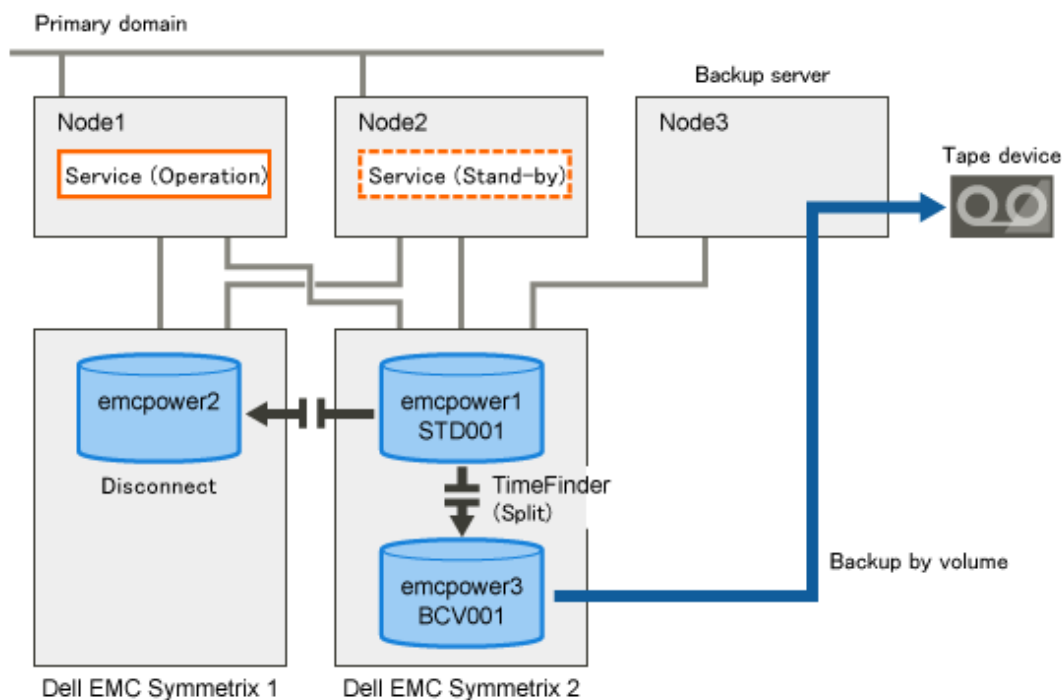 Primary domain
Backup server
Node1
Node2
Node3
Service (Operation)
Service (Stand-by)
Tape device
emcpower2
emcpower1
STD001
Disconnect
TimeFinder
(Split)
emcpower3
BCV001
Backup by volume
Dell EMC Symmetrix 1
Dell EMC Symmetrix 2